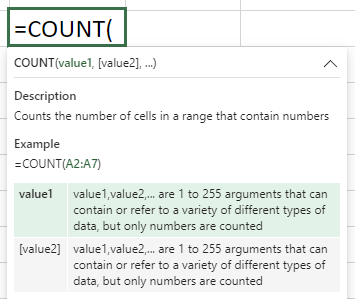 =COUNT(
COUNT(value1, [value2], ...)
Description
Counts the number of cells in a range that contain numbers
Example
=COUNT(A2:A7)
value1 value1,value2,... are 1 to 255 arguments that can
contain or refer to a variety of different types of
data, but only numbers are counted
[value2] value1,value2,... are 1 to 255 arguments that can
contain or refer to a variety of different types of
data, but only numbers are counted